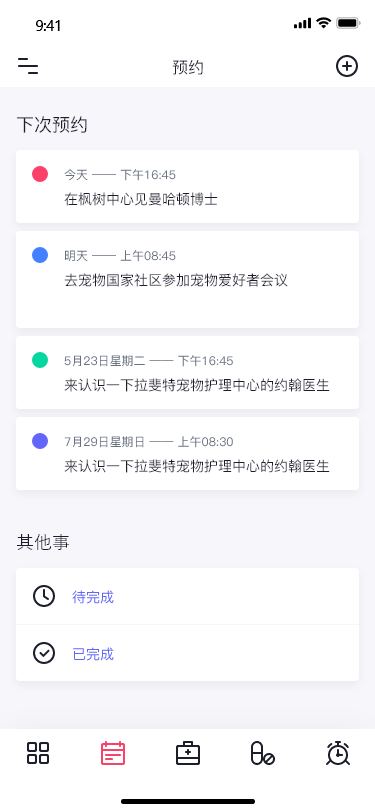 9:41
预约
下次预约
今天 —— 下午16:45
在枫树中心见曼哈顿博士
明天 —— 上午08:45
去宠物国家社区参加宠物爱好者会议
5月23日星期二 —— 下午16:45
来认识一下拉斐特宠物护理中心的约翰医生
7月29日星期日 —— 上午08:30
来认识一下拉斐特宠物护理中心的约翰医生
其他事
待完成
已完成